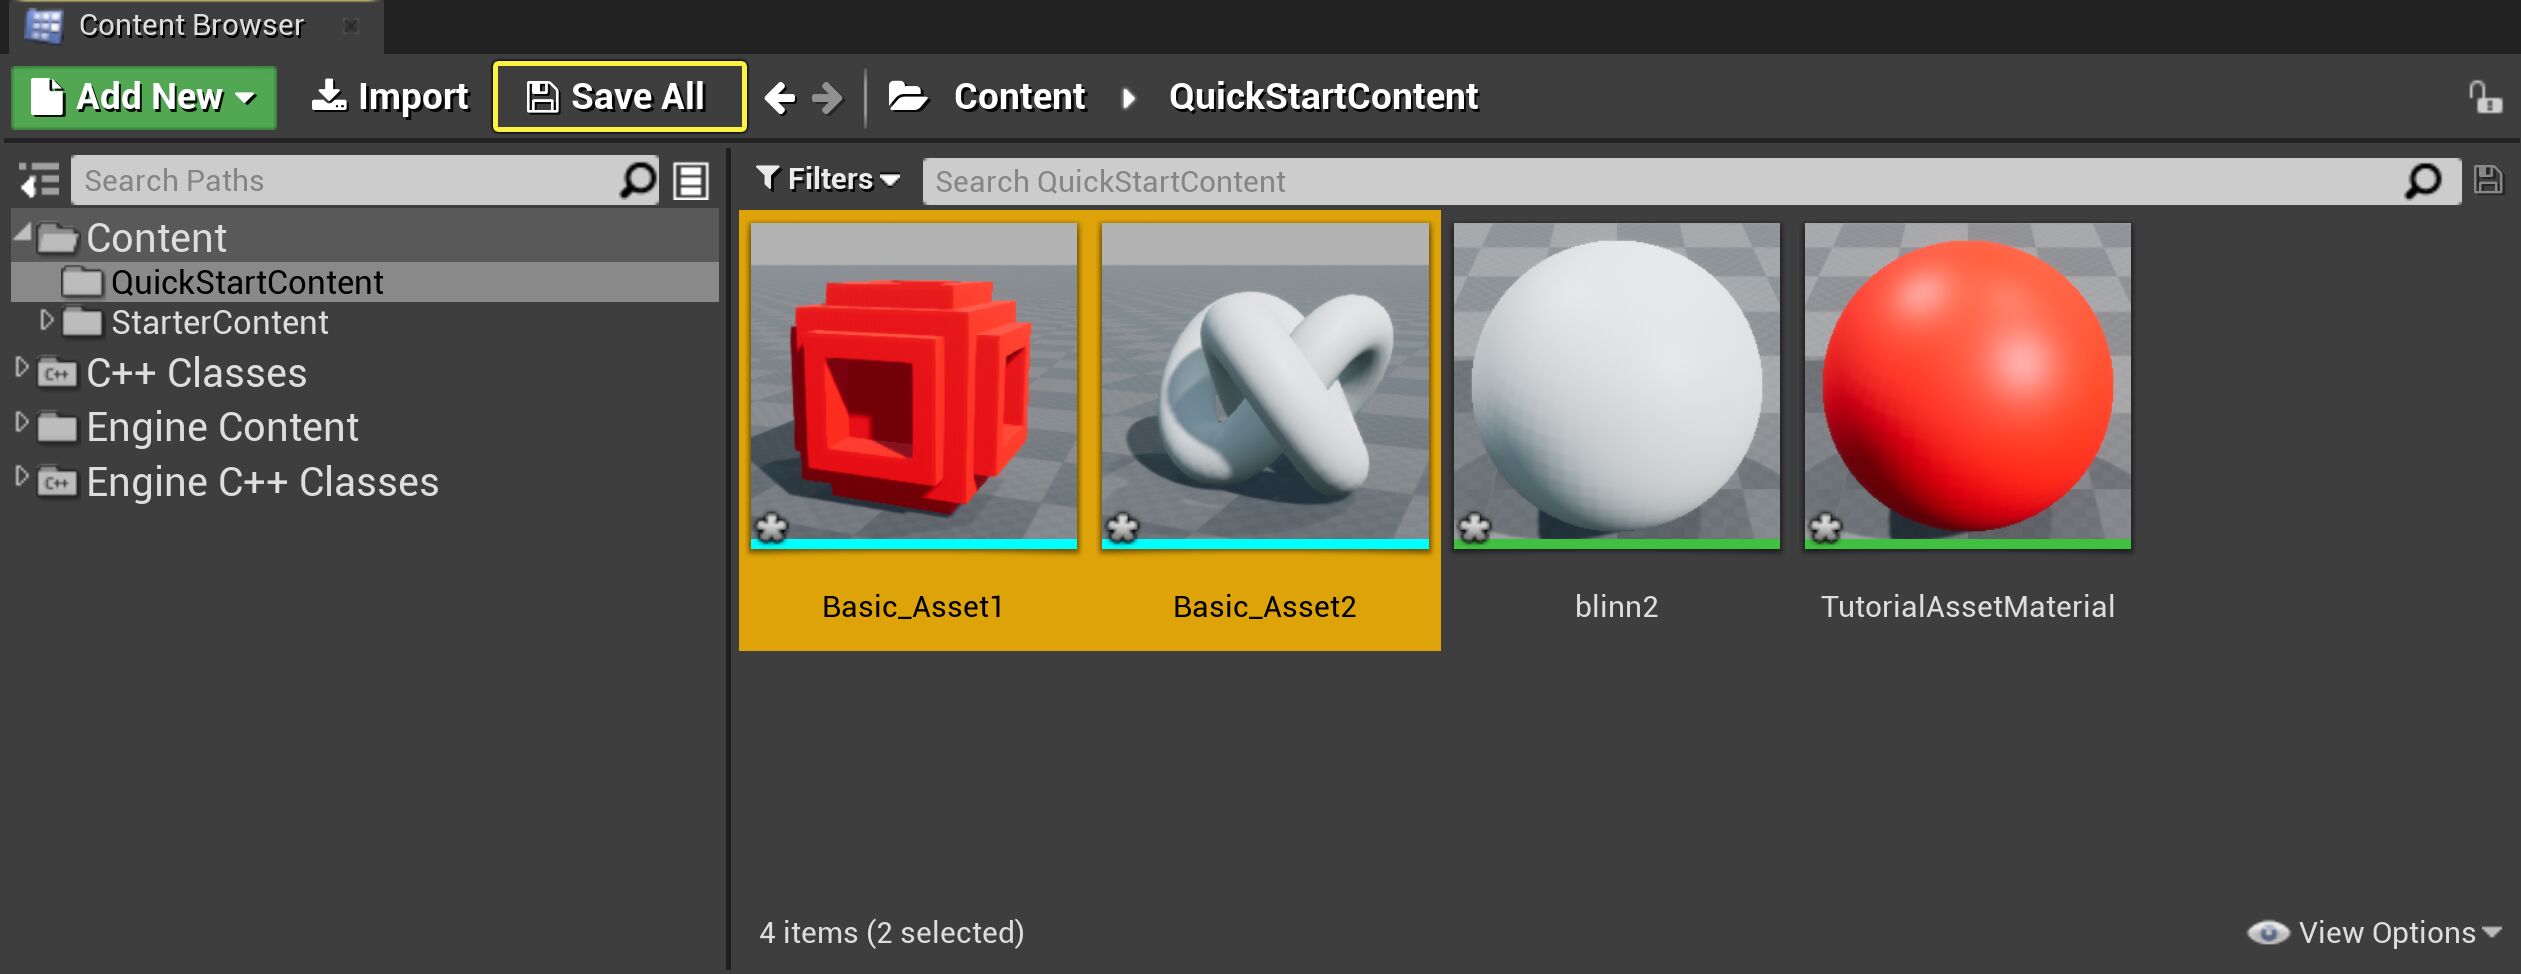 Content Browser
Add New Import Save All Content QuickStartContent
Search Paths
Filters Search QuickStartContent
Content
QuickStartContent
StarterContent
C++ C++ Classes
Engine Content
C++ Engine C++ Classes
Basic_Asset1 Basic_Asset2 blinn2 TutorialAssetMaterial
4 items (2 selected) View Options